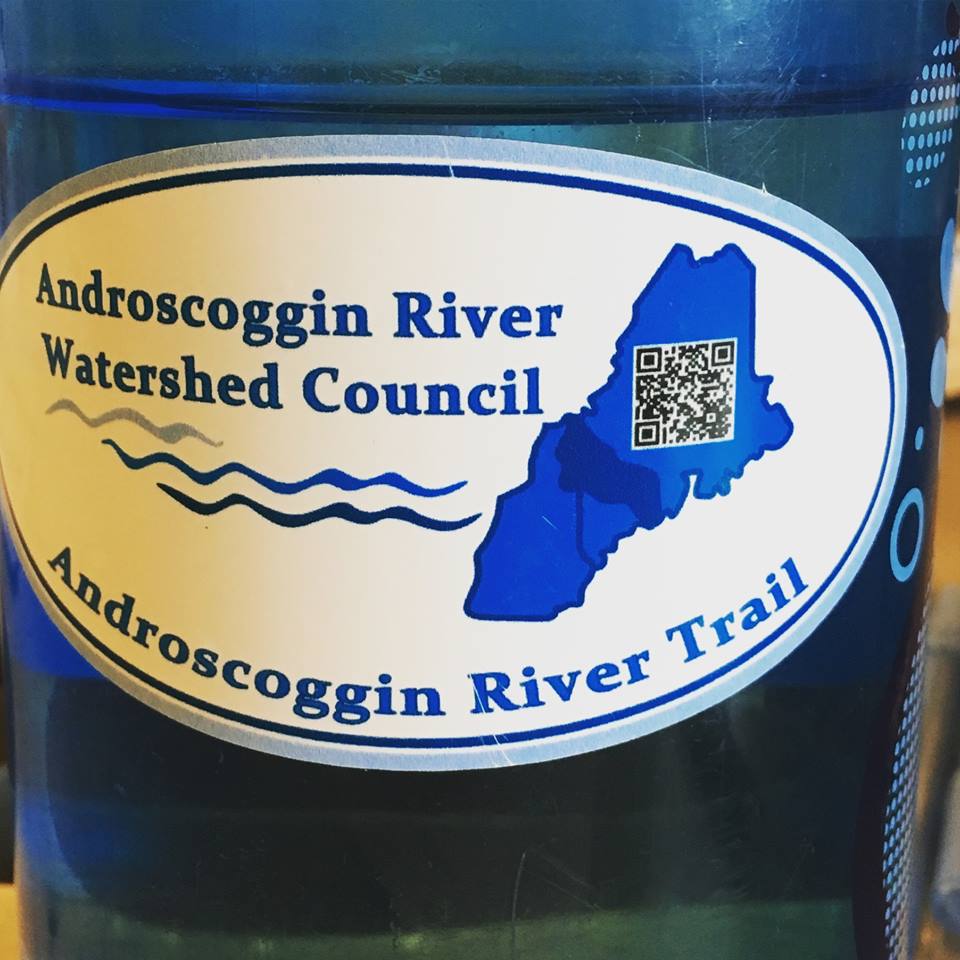 Androscoggin River
Watershed Council
Androscoggin River Trail